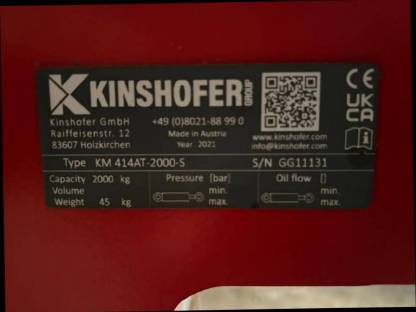 KINSHOFER GROUP
Kinshofer GmbH +49 (0)8021-88 99 0
Raiffeisenstr. 12 Made in Austria www.kinshofer.com
83607 Holzkirchen Year 2021 info@kinshofer.com
CE
UK
CA
Type KM 414AT-2000-S S/N GG11131
Capacity 2000 kg Pressure [bar] Oil flow []
Volume min. min.
Weight 45 kg max. max.